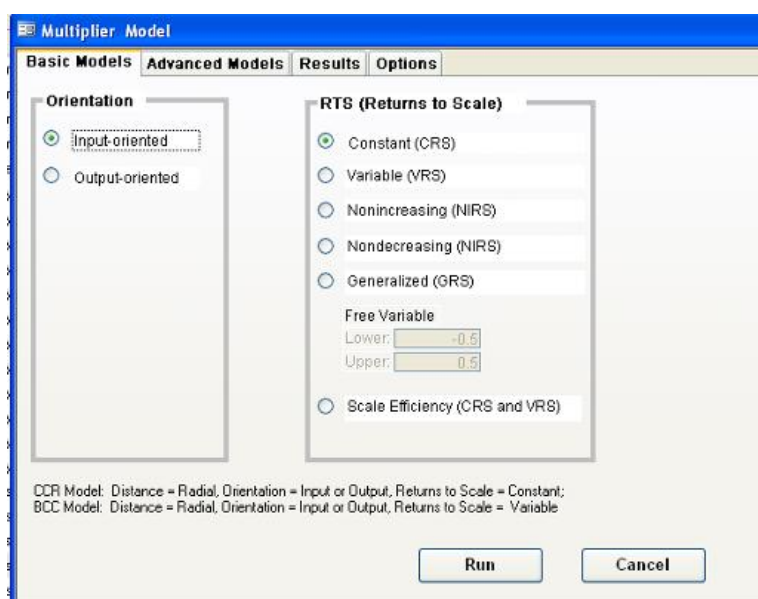 Multiplier Model
Basic Models Advanced Models Results Options
Orientation
Input-oriented
Output-oriented
RTS (Returns to Scale)
Constant (CRS)
Variable (VRS)
Nonincreasing (NIRS)
Nondecreasing (NIRS)
Generalized (GRS)
Free Variable
Lower: -0.5
Upper: 0.5
Scale Efficiency (CRS and VRS)
CCR Model: Distance = Radial, Orientation = Input or Output, Returns to Scale = Constant;
BCC Model: Distance = Radial, Orientation = Input or Output, Returns to Scale = Variable
Run Cancel